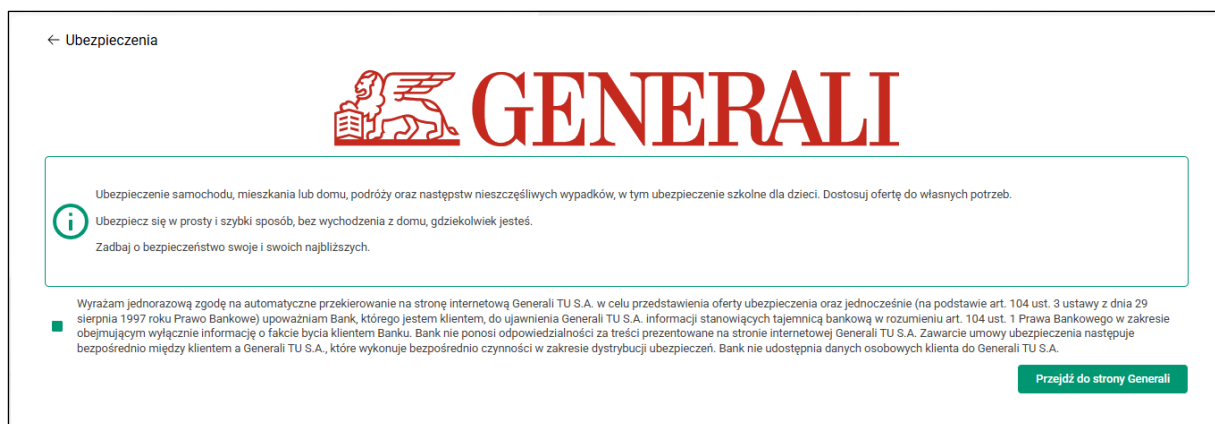 ← Ubezpieczenia
GENERALI
Ubezpieczenie samochodu, mieszkania lub domu, podróży oraz następstw nieszczęśliwych wypadków, w tym ubezpieczenie szkolne dla dzieci. Dostosuj ofertę do własnych potrzeb.
Ubezpiecz się w prosty i szybki sposób, bez wychodzenia z domu, gdziekolwiek jesteś.
Zadbaj o bezpieczeństwo swoje i swoich najbliższych.
Wyrażam jednorazową zgodę na automatyczne przekierowanie na stronę internetową Generali TU S.A. w celu przedstawienia oferty ubezpieczenia oraz jednocześnie (na podstawie art. 104 ust. 3 ustawy z dnia 29
sierpnia 1997 roku Prawo Bankowe) upoważniam Bank, którego jestem klientem, do ujawnienia Generali TU S.A. informacji stanowiących tajemnicą bankową w rozumieniu art. 104 ust. 1 Prawa Bankowego w zakresie
obejmującym wyłącznie informację o fakcie bycia klientem Banku. Bank nie ponosi odpowiedzialności za treści prezentowane na stronie internetowej Generali TU S.A. Zawarcie umowy ubezpieczenia następuje
bezpośrednio między klientem a Generali TU S.A., które wykonuje bezpośrednio czynności w zakresie dystrybucji ubezpieczeń. Bank nie udostępnia danych osobowych klienta do Generali TU S.A.
Przejdź do strony Generali